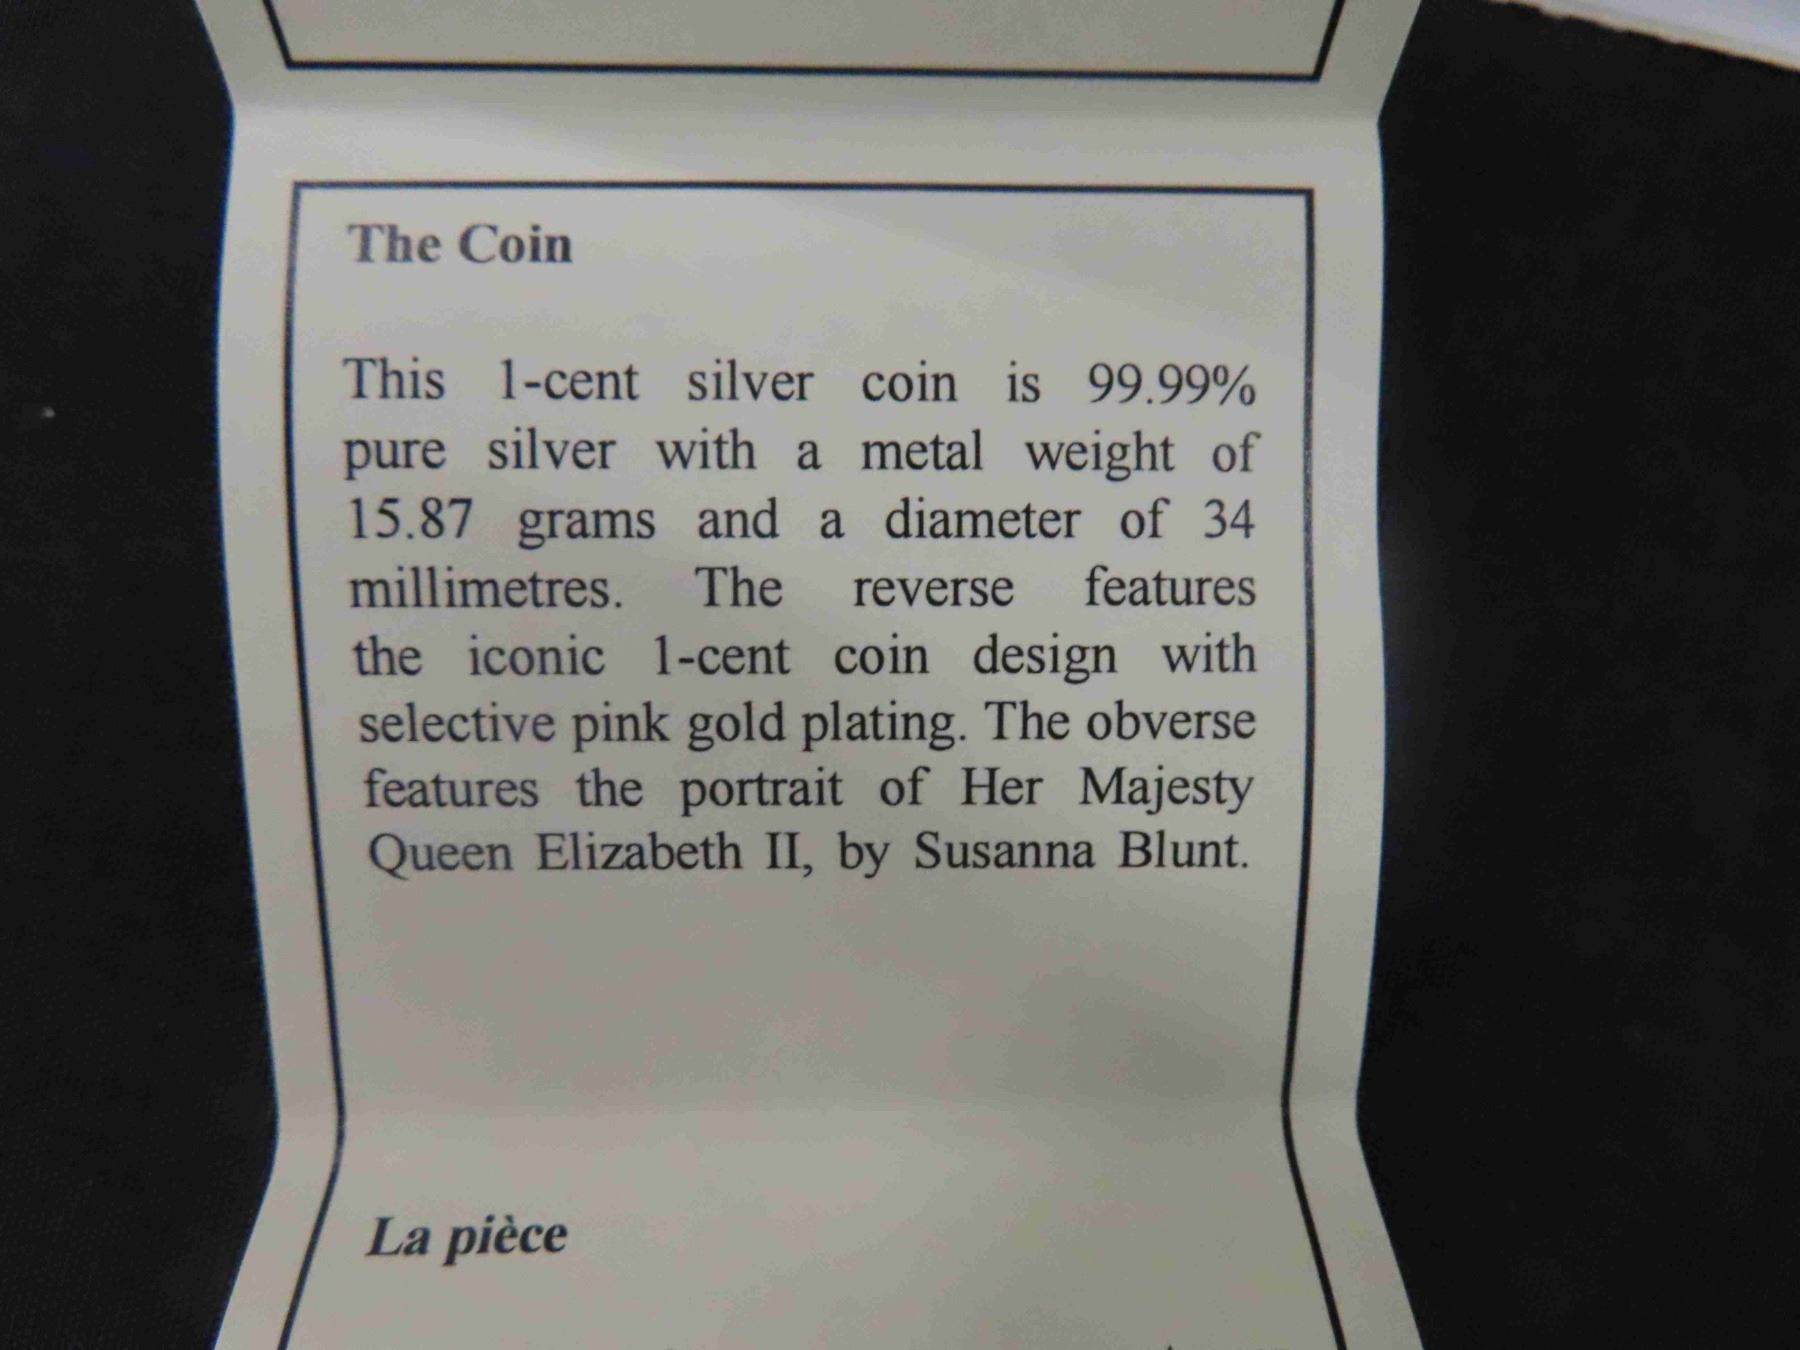 The Coin
This 1-cent silver coin is 99.99%
pure silver with a metal weight of
15.87 grams and a diameter of 34
millimetres. The reverse features
the iconic 1-cent coin design with
selective pink gold plating. The obverse
features the portrait of Her Majesty
Queen Elizabeth II, by Susanna Blunt.
La pièce